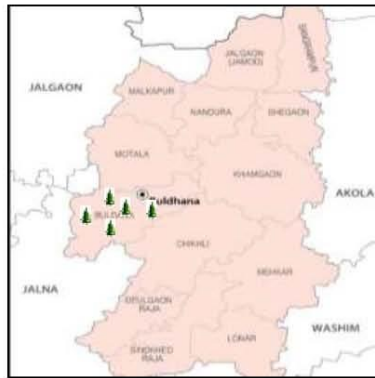 JALGAON
(JAMOD)
SANGRAMPUR
JALGAON
MALKAPUR
NANDURA
SHEGAON
MOTALA
KHAMGAON
AKOLA
Buldhana
CHIKHLI
MEHKAR
JALNA
DEULGAON
RAJA
LONAR
WASHIM
SINDKHED
RAJA